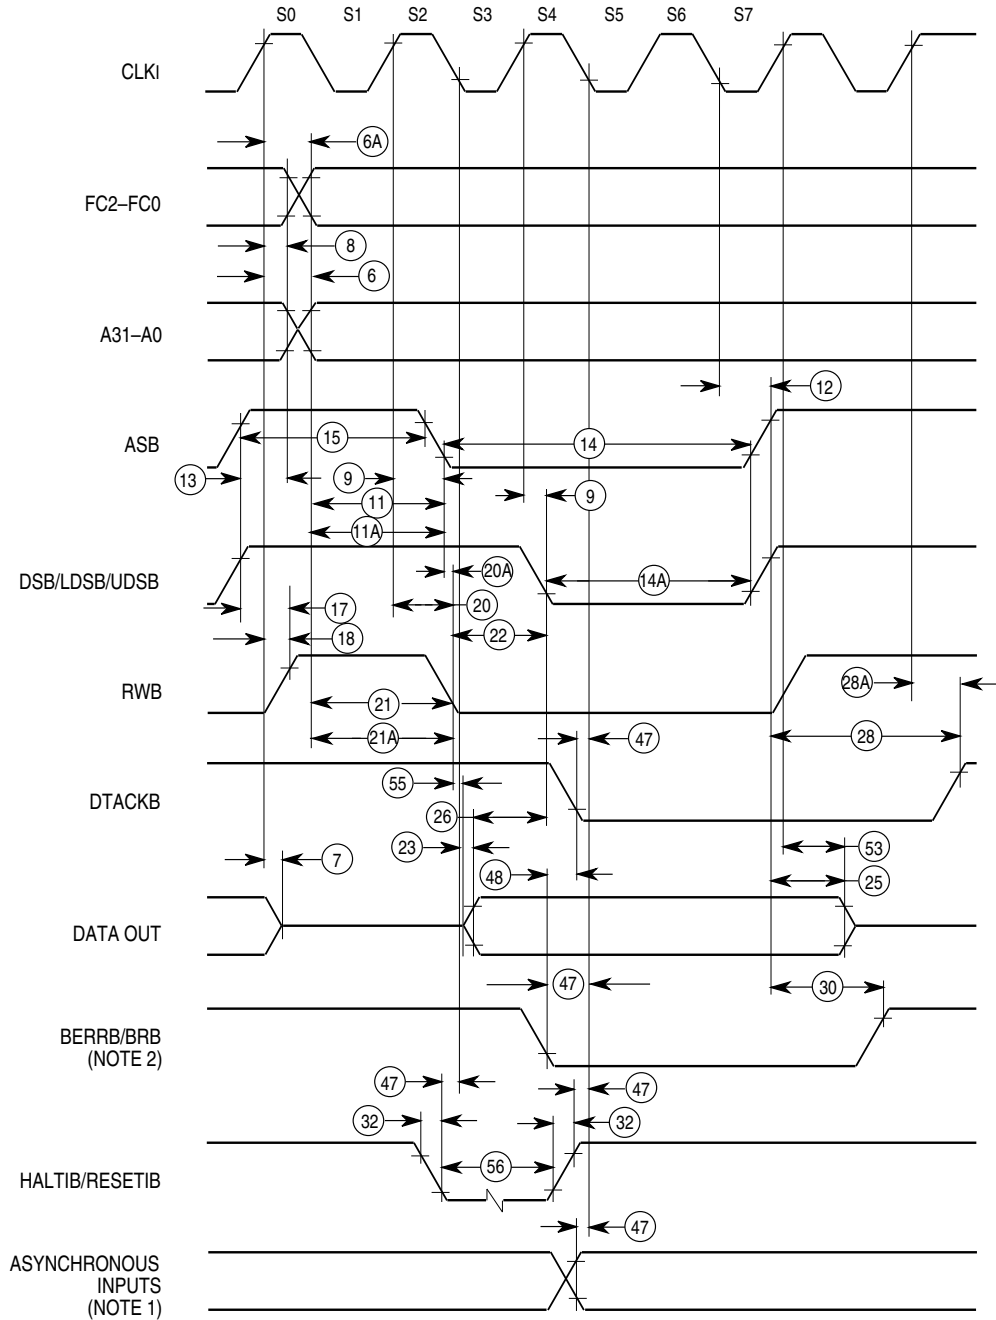 S0 S1 S2 S3 S4 S5 S6 S7
CLKI
6A
FC2–FC0
8
6
A31–A0
12
ASB
15 14
13 9 9
11
11A
DSB/LDSB/UDSB
20A 14A
17 20
18 22
RWB
28A
21
21A 47 28
DTACKB
55
26
23 53
7 48 25
DATA OUT
47 30
BERRB/BRB
(NOTE 2)
47 47
32 32
HALTIB/RESETIB
56
47
ASYNCHRONOUS
INPUTS
(NOTE 1)